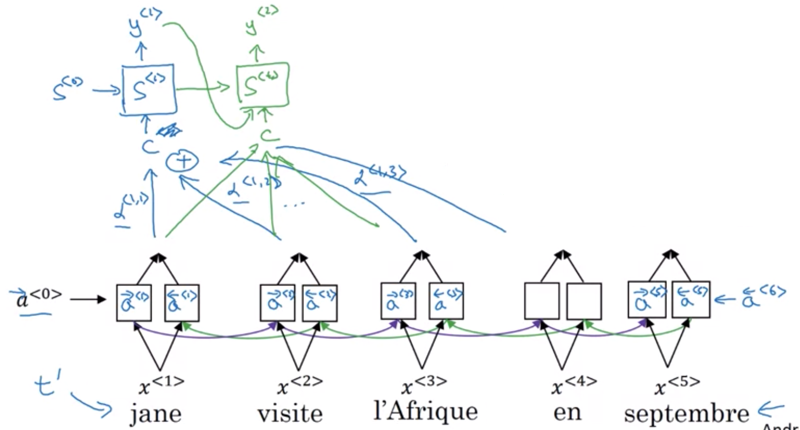 y<1> y<2>
S<0> S<1> S<2>
C C
+
α<1,1> α<1,2> ... α<1,3>
→a<0> →a<1> ←a<1> →a<2> ←a<2> →a<3> ←a<3> →a<5> ←a<5> ←a<6>
t' x<1> x<2> x<3> x<4> x<5>
jane visite l'Afrique en septembre
Andr